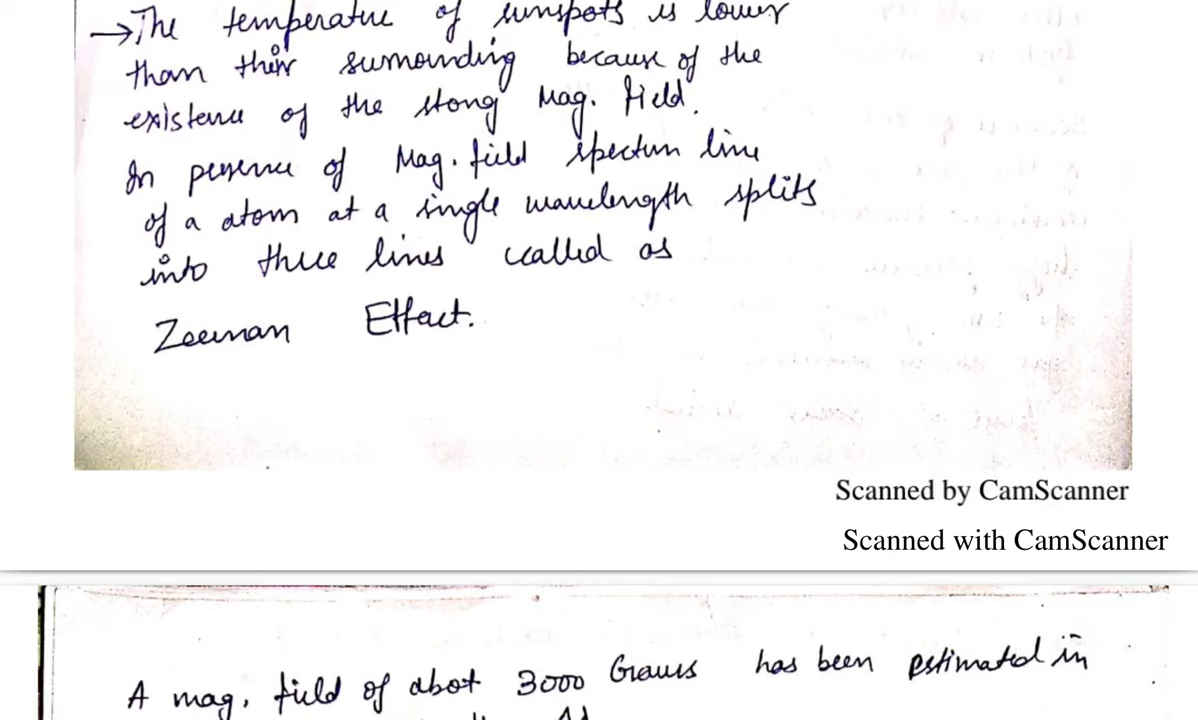 →The temperature of sunspots is lower
than their surrounding because of the
existence of the stong Mag. field.
In presence of Mag. field spectrum line
of a atom at a single wavelength splits
into three lines called as
Zeeman Effect.
Scanned by CamScanner
Scanned with CamScanner
A mag. field of abot 3000 Grauss has been estimated in